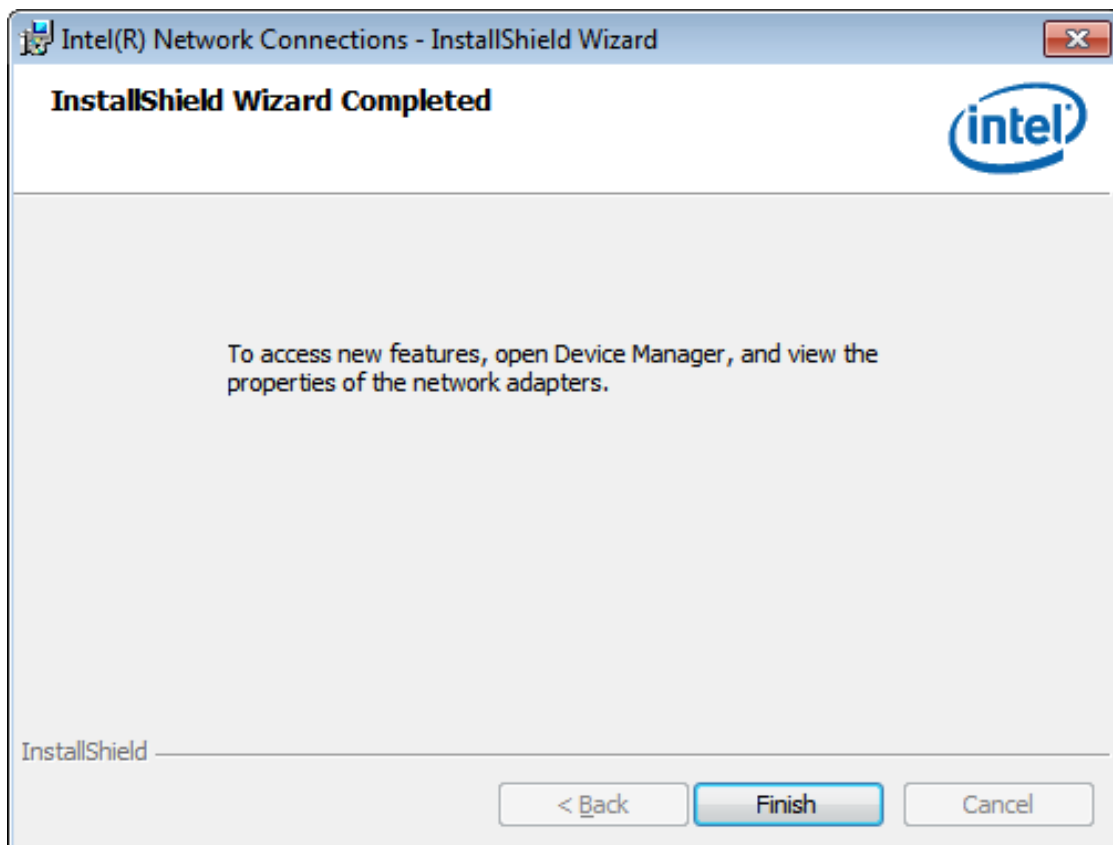 Intel(R) Network Connections - InstallShield Wizard
InstallShield Wizard Completed
intel
To access new features, open Device Manager, and view the
properties of the network adapters.
InstallShield
< Back
Finish
Cancel